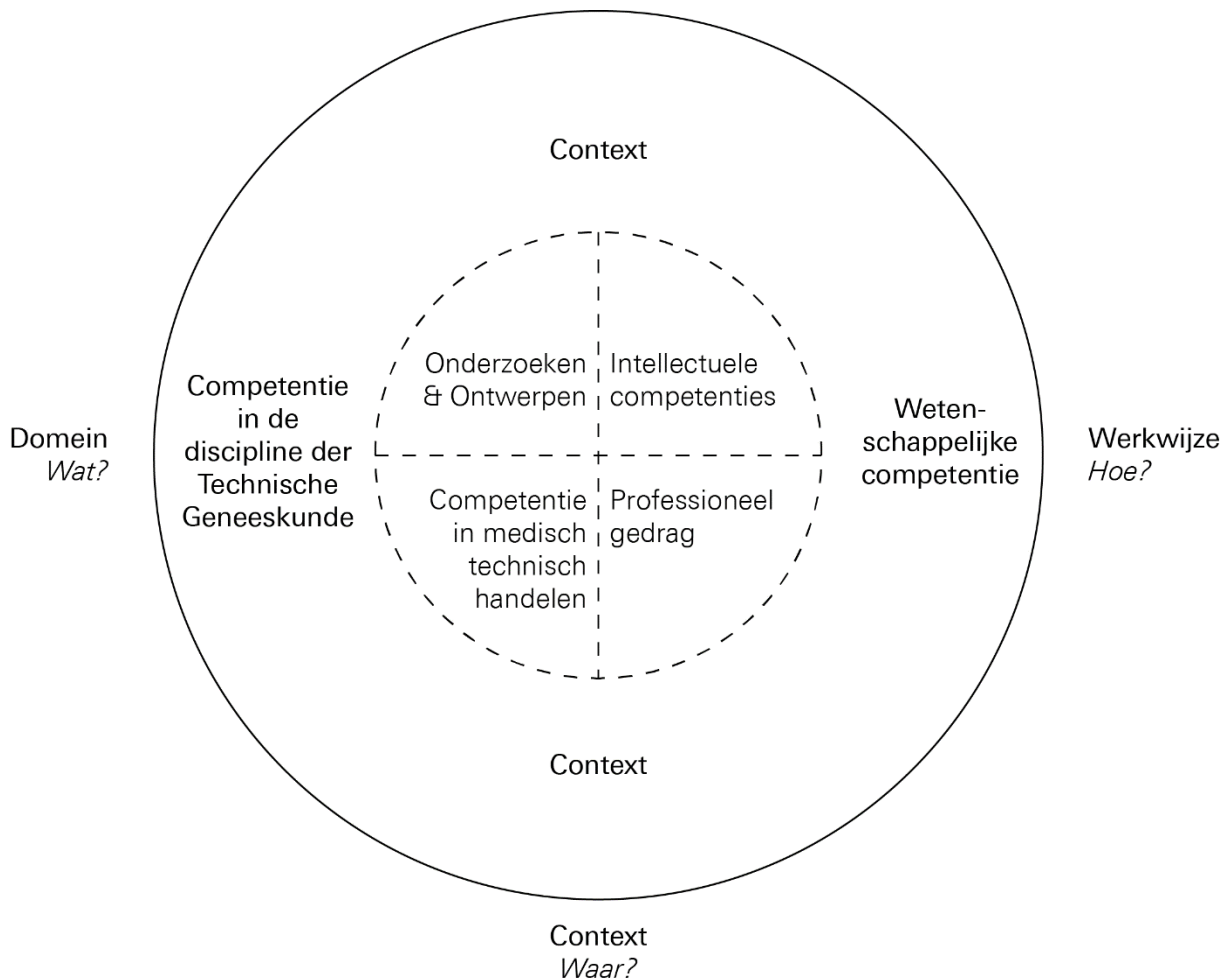 Context
Onderzoeken
& Ontwerpen
Intellectuele
competenties
Competentie
in de
discipline der
Technische
Geneeskunde
Domein
Wat?
Weten-
schappelijke
competentie
Werkwijze
Hoe?
Competentie
in medisch
technisch
handelen
Professioneel
gedrag
Context
Context
Waar?